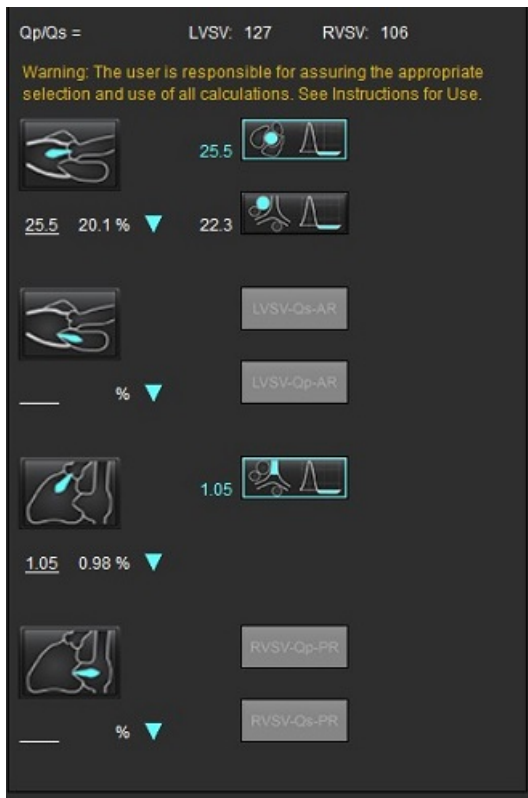 Qp/Qs = LVSV: 127 RVSV: 106
Warning: The user is responsible for assuring the appropriate
selection and use of all calculations. See Instructions for Use.
25.5
25.5 20.1 % 22.3
LVSV-Qs-AR
LVSV-Qp-AR
%
1.05
1.05 0.98 %
RVSV-Qp-PR
RVSV-Qs-PR
%